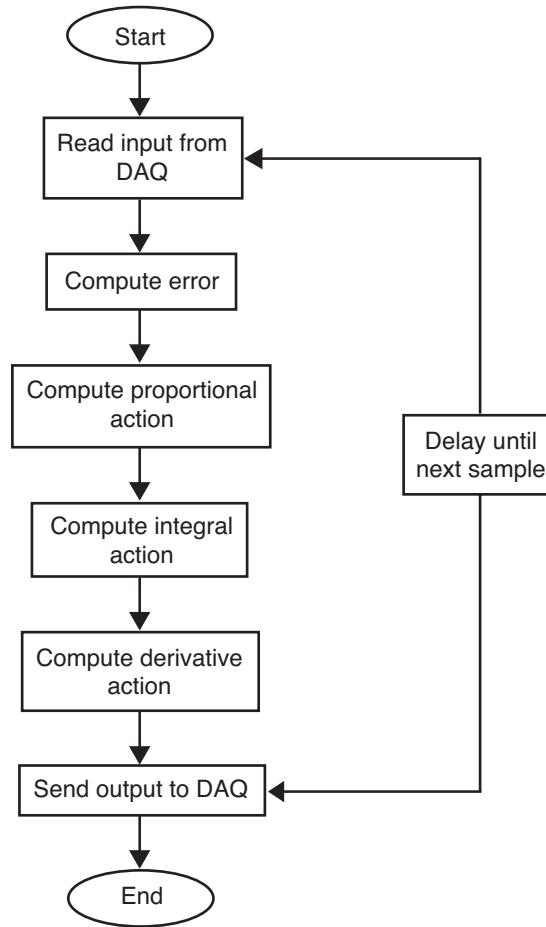 Start
Read input from
DAQ
Compute error
Compute proportional
action
Delay until
next sample
Compute integral
action
Compute derivative
action
Send output to DAQ
End